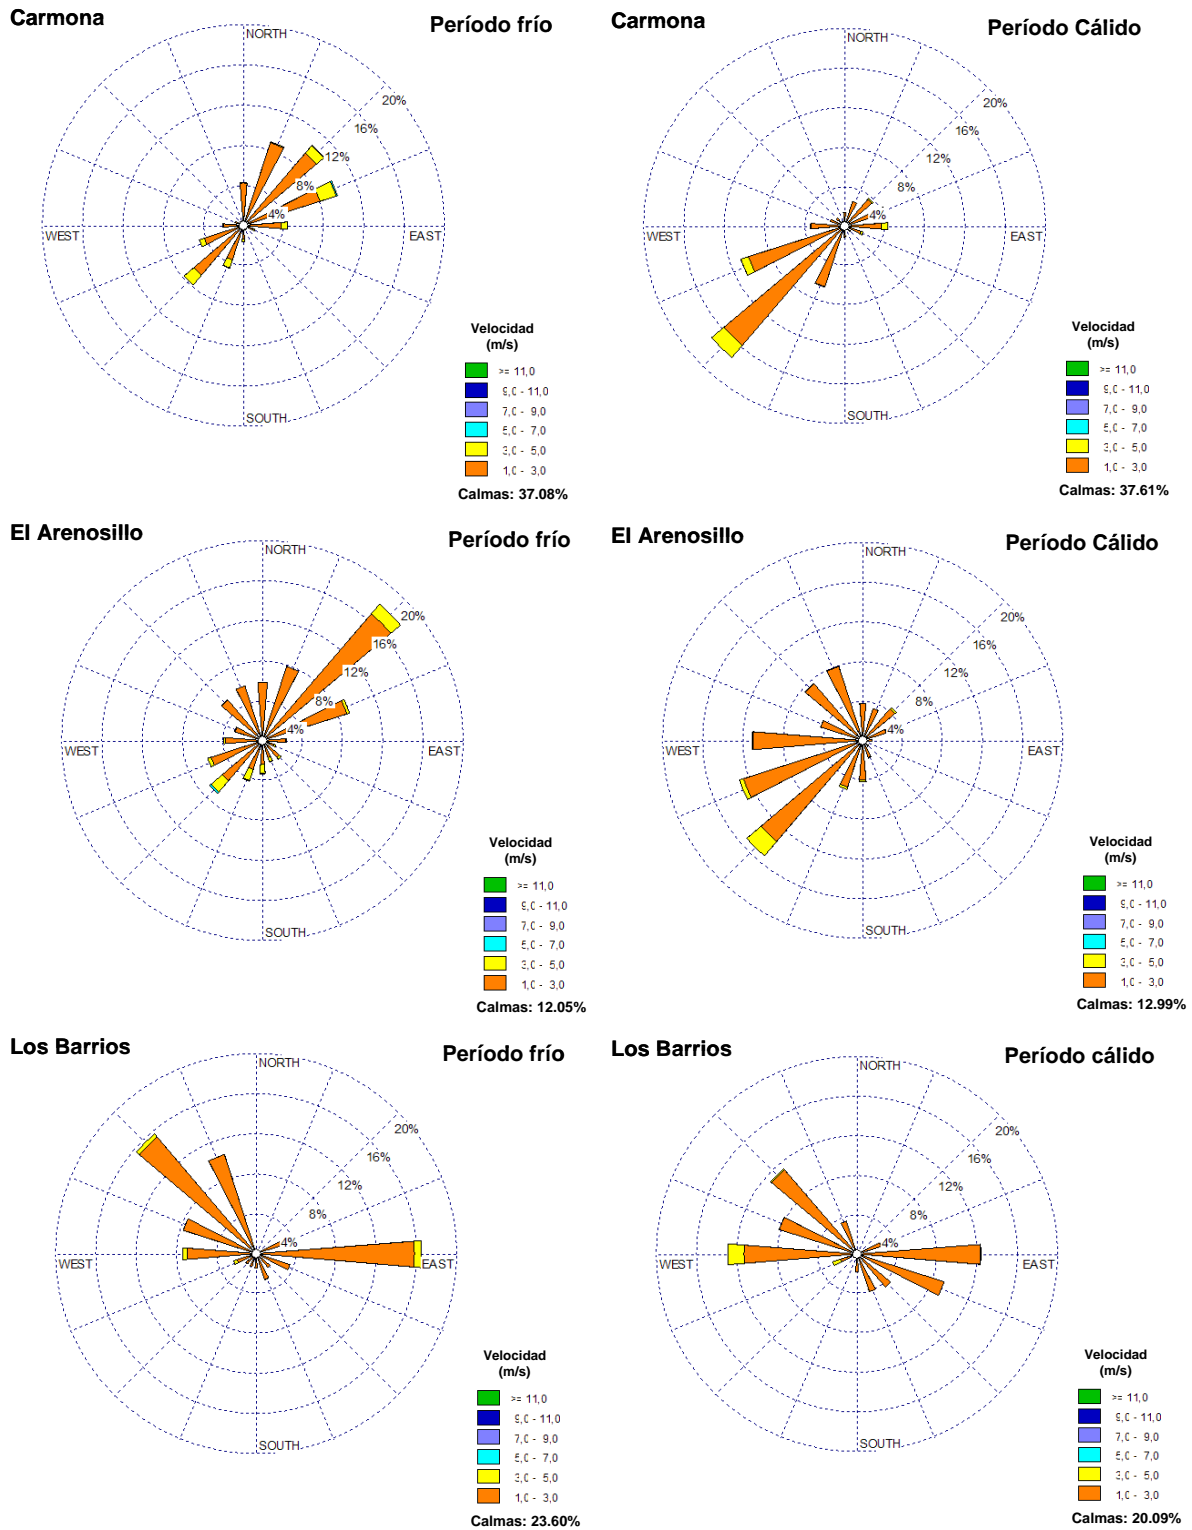 Carmona
Período frío
NORTH
20%
16%
12%
8%
4%
WEST
EAST
SOUTH
Velocidad
(m/s)
>= 11,0
9,0 - 11,0
7,0 - 9,0
5,0 - 7,0
3,0 - 5,0
1,0 - 3,0
Calmas: 37.08%
Carmona
Período Cálido
NORTH
20%
16%
12%
8%
4%
WEST
EAST
SOUTH
Velocidad
(m/s)
>= 11,0
9,0 - 11,0
7,0 - 9,0
5,0 - 7,0
3,0 - 5,0
1,0 - 3,0
Calmas: 37.61%
El Arenosillo
Período frío
NORTH
20%
16%
12%
8%
4%
WEST
EAST
SOUTH
Velocidad
(m/s)
>= 11,0
9,0 - 11,0
7,0 - 9,0
5,0 - 7,0
3,0 - 5,0
1,0 - 3,0
Calmas: 12.05%
El Arenosillo
Período Cálido
NORTH
20%
16%
12%
8%
4%
WEST
EAST
SOUTH
Velocidad
(m/s)
>= 11,0
9,0 - 11,0
7,0 - 9,0
5,0 - 7,0
3,0 - 5,0
1,0 - 3,0
Calmas: 12.99%
Los Barrios
Período frío
NORTH
20%
16%
12%
8%
4%
WEST
EAST
SOUTH
Velocidad
(m/s)
>= 11,0
9,0 - 11,0
7,0 - 9,0
5,0 - 7,0
3,0 - 5,0
1,0 - 3,0
Calmas: 23.60%
Los Barrios
Período cálido
NORTH
20%
16%
12%
8%
4%
WEST
EAST
SOUTH
Velocidad
(m/s)
>= 11,0
9,0 - 11,0
7,0 - 9,0
5,0 - 7,0
3,0 - 5,0
1,0 - 3,0
Calmas: 20.09%